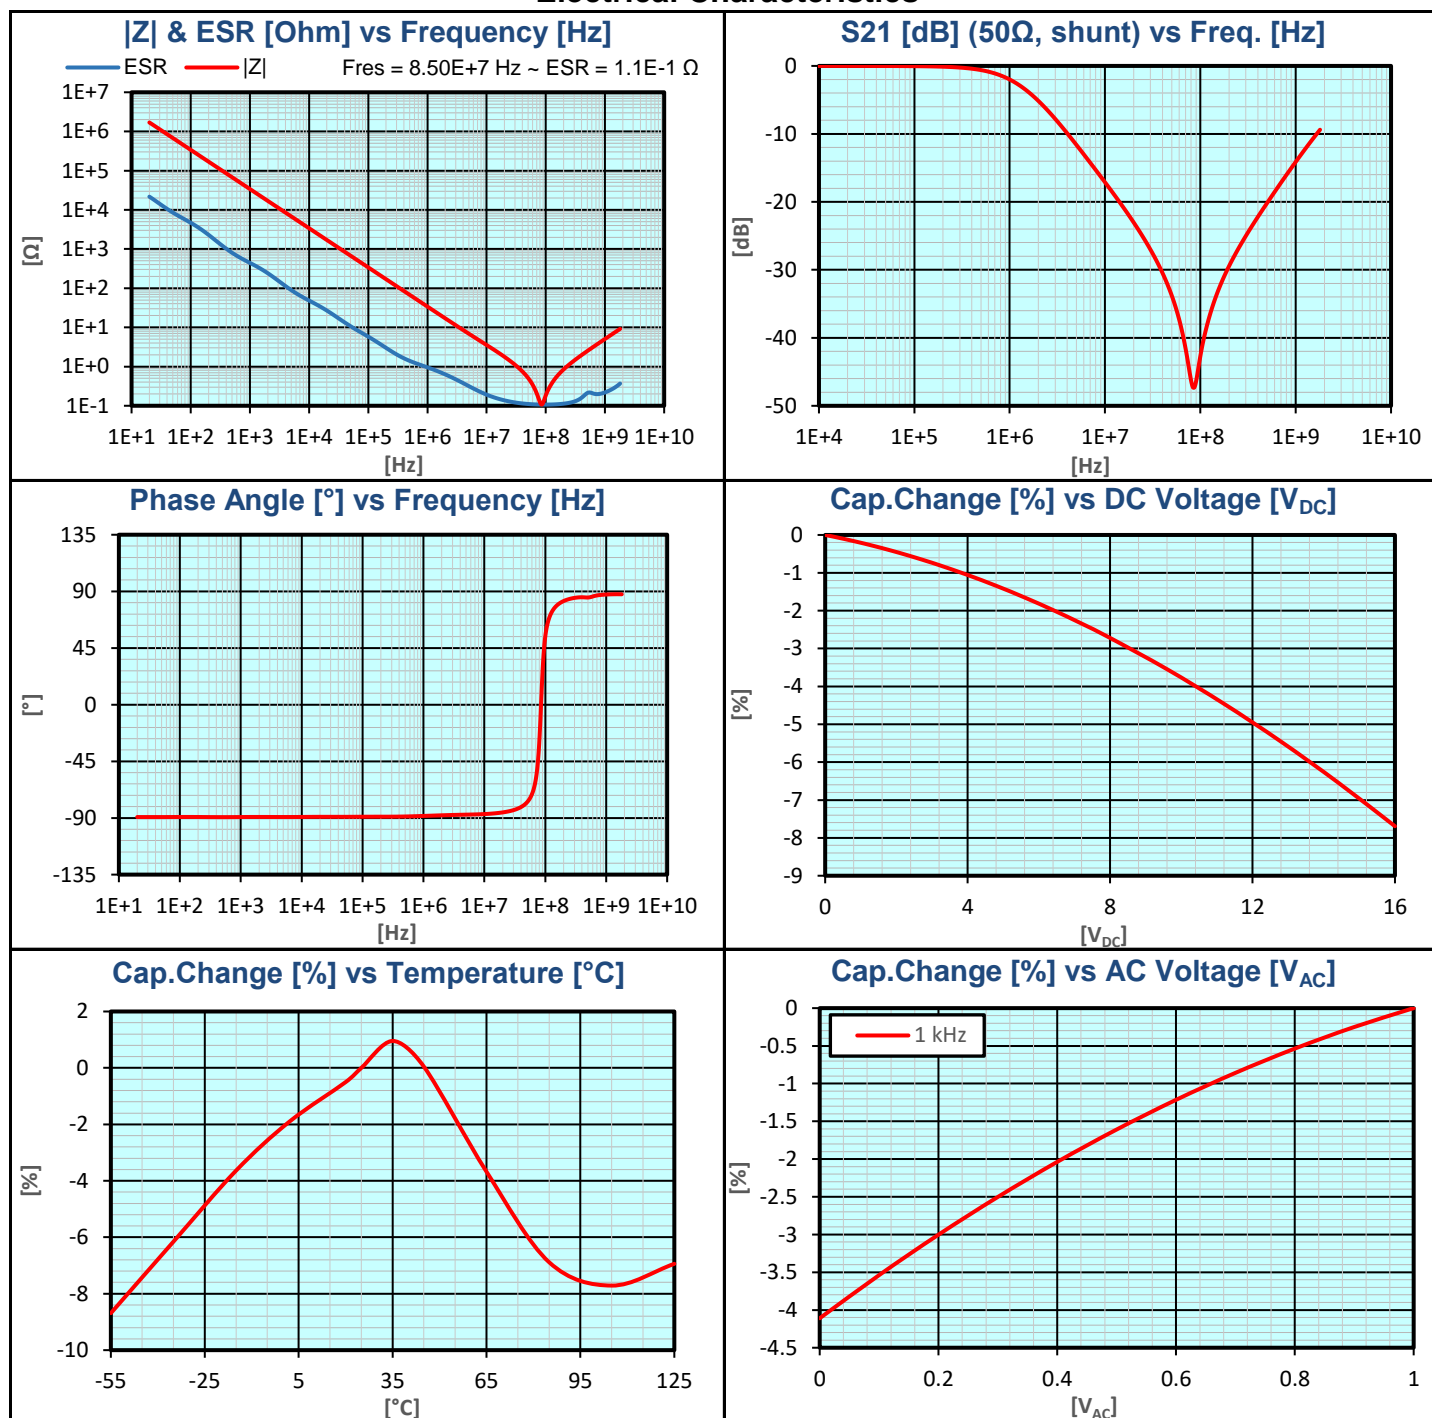 Electrical Characteristics
|Z| & ESR [Ohm] vs Frequency [Hz]
ESR |Z| Fres = 8.50E+7 Hz ~ ESR = 1.1E-1 Ω
1E+7
1E+6
1E+5
1E+4
1E+3
1E+2
1E+1
1E+0
1E-1
[Ω]
1E+1 1E+2 1E+3 1E+4 1E+5 1E+6 1E+7 1E+8 1E+9 1E+10
[Hz]
S21 [dB] (50Ω, shunt) vs Freq. [Hz]
0
-10
-20
-30
-40
-50
[dB]
1E+4 1E+5 1E+6 1E+7 1E+8 1E+9 1E+10
[Hz]
Phase Angle [°] vs Frequency [Hz]
135
90
45
0
-45
-90
-135
[°]
1E+1 1E+2 1E+3 1E+4 1E+5 1E+6 1E+7 1E+8 1E+9 1E+10
[Hz]
Cap.Change [%] vs DC Voltage [VDC]
0
-1
-2
-3
-4
-5
-6
-7
-8
-9
[%]
0 4 8 12 16
[VDC]
Cap.Change [%] vs Temperature [°C]
2
0
-2
-4
-6
-8
-10
[%]
-55 -25 5 35 65 95 125
[°C]
Cap.Change [%] vs AC Voltage [VAC]
1 kHz
0
-0.5
-1
-1.5
-2
-2.5
-3
-3.5
-4
-4.5
[%]
0 0.2 0.4 0.6 0.8 1
[VAC]